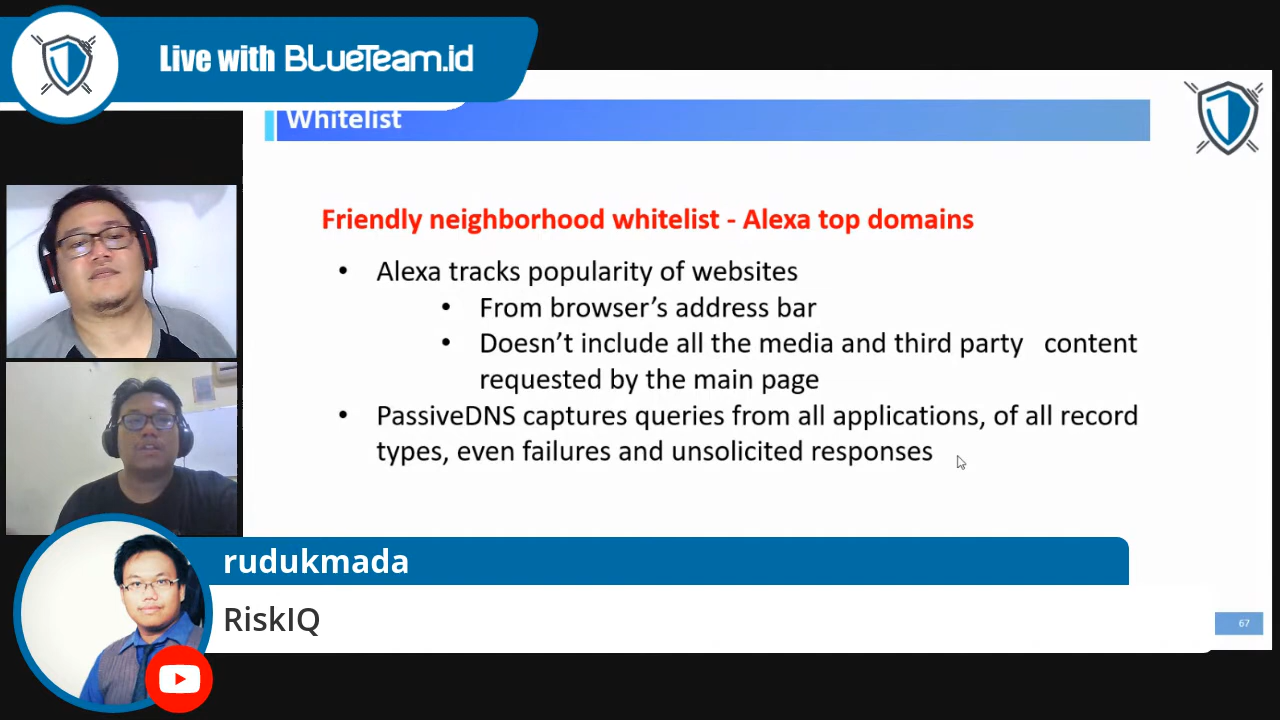 Live with BLUeTeam.id
Whitelist
Friendly neighborhood whitelist - Alexa top domains
• Alexa tracks popularity of websites
• From browser's address bar
• Doesn't include all the media and third party content
requested by the main page
• PassiveDNS captures queries from all applications, of all record
types, even failures and unsolicited responses
rudukmada
RiskIQ
67